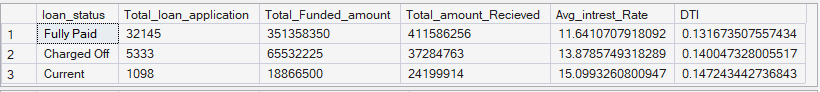 loan_status Total_loan_application Total_Funded_amount Total_amount_Recieved Avg_intrest_Rate DTI
1 Fully Paid 32145 351358350 411586256 11.6410707918092 0.131673507557434
2 Charged Off 5333 65532225 37284763 13.8785749318289 0.140047328005517
3 Current 1098 18866500 24199914 15.0993260800947 0.147243442736843